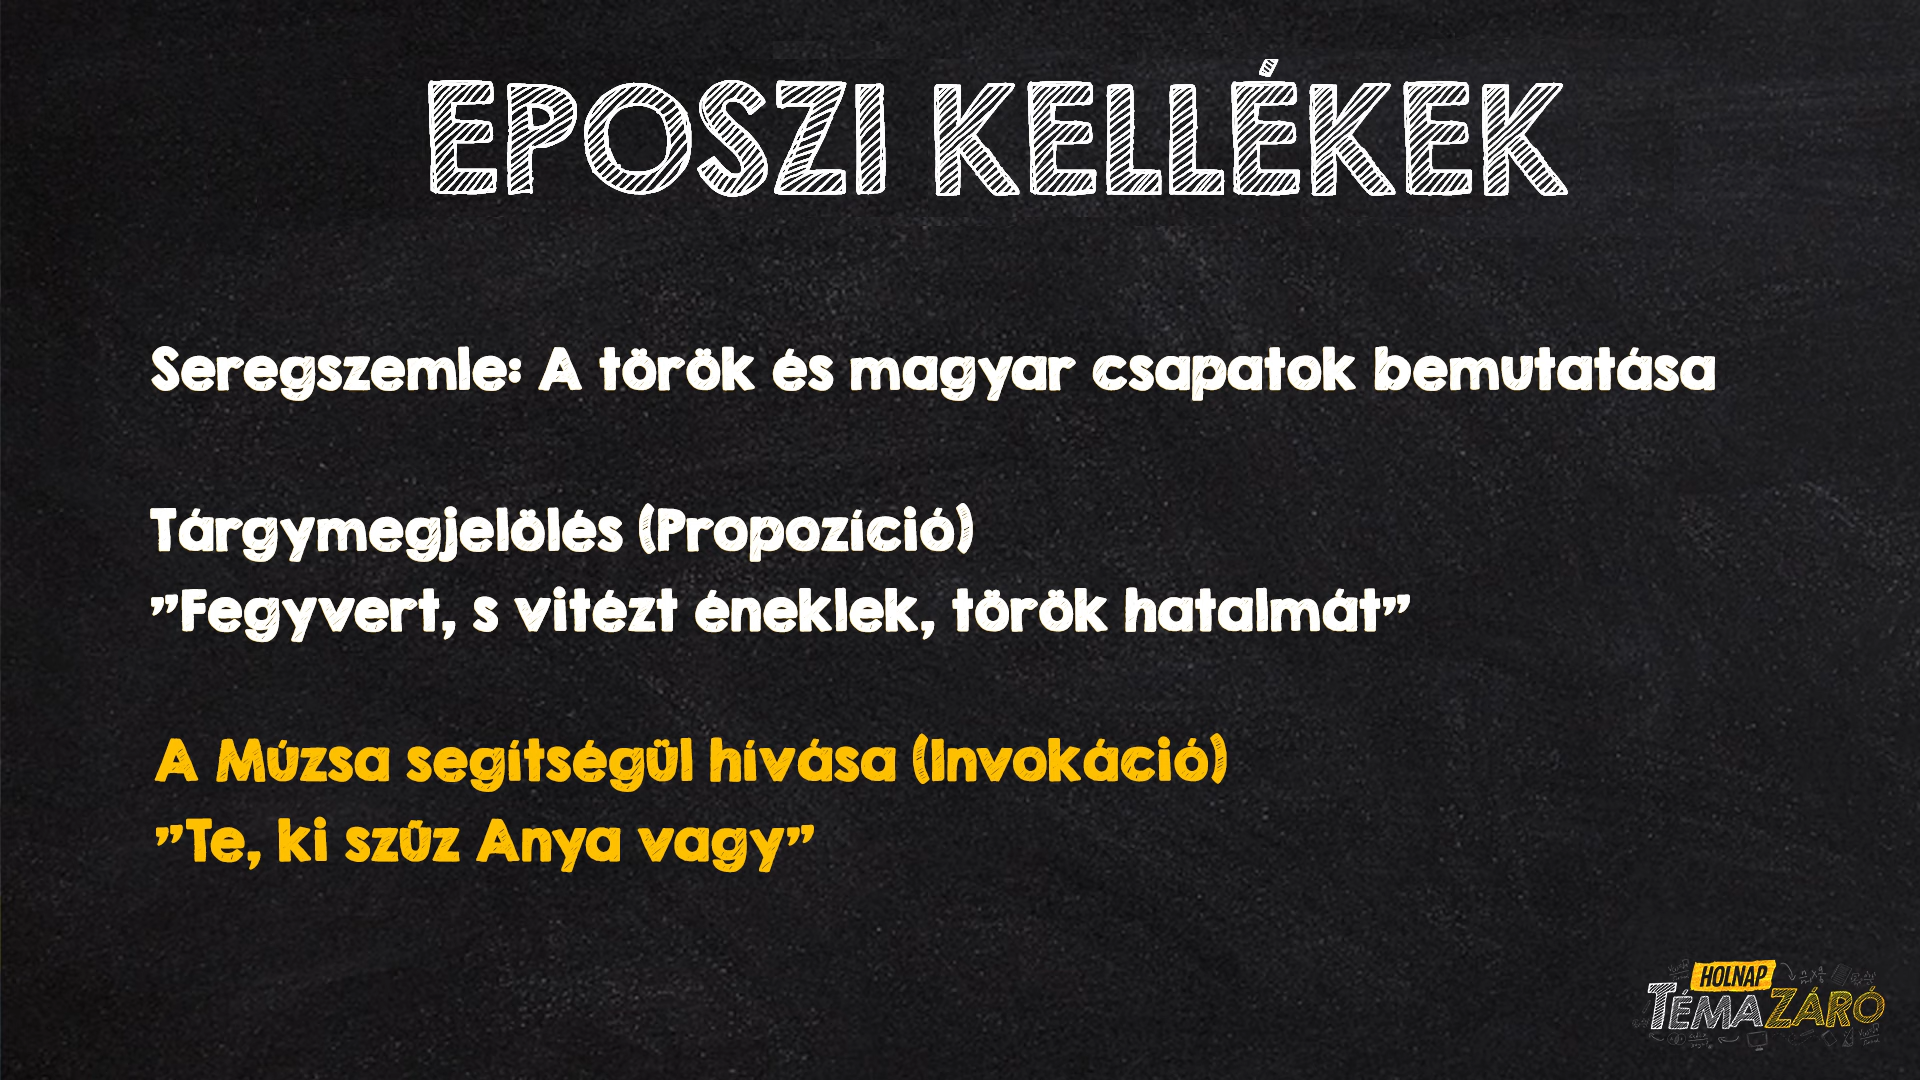 EPOSZI KELLÉKEK
Seregszemle: A török és magyar csapatok bemutatása
Tárgymegjelölés (Propozíció)
”Fegyvert, s vitézt éneklek, török hatalmát”
A Múzsa segítségül hívása (Invokáció)
”Te, ki szűz Anya vagy”
HOLNAP
TÉMAZÁRÓ